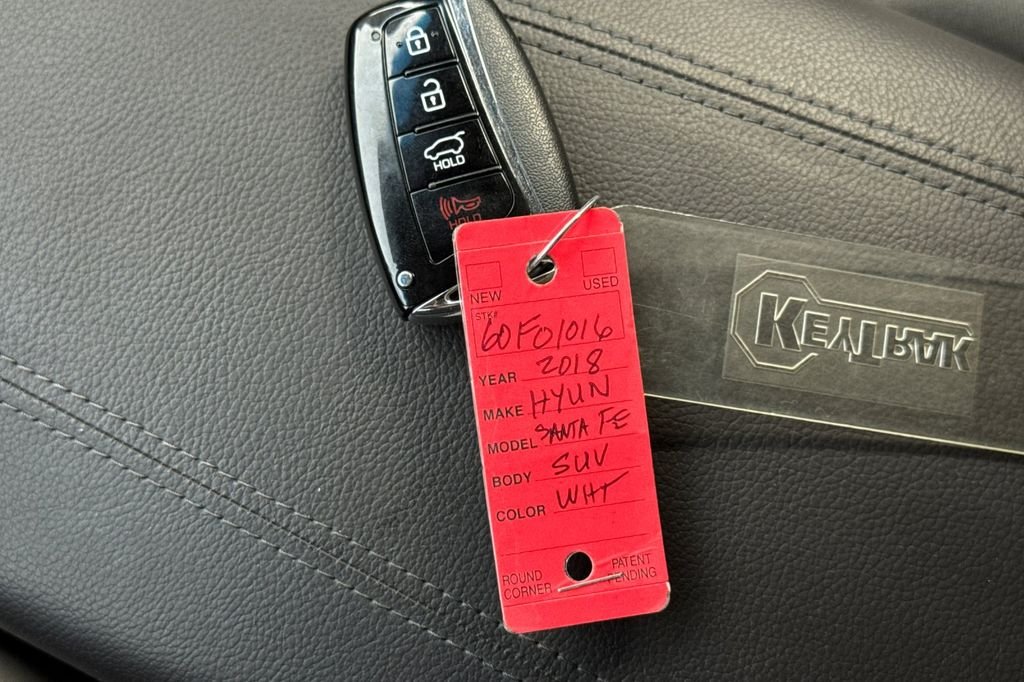 HOLD
HOLD
NEW USED
STK#
60F01016
YEAR 2018
MAKE HYUN
MODEL SANTA FE
BODY SUV
COLOR WHT
ROUND CORNER
PATENT PENDING
KEYTRAK